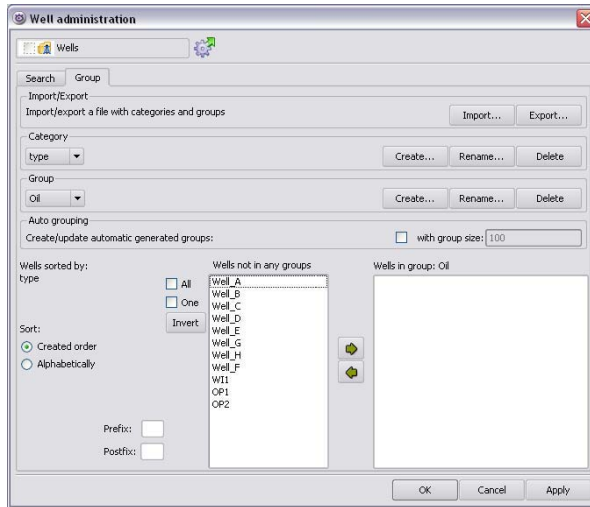 Well administration
Wells
Search Group
Import/Export
Import/export a file with categories and groups Import... Export...
Category
type Create... Rename... Delete
Group
Oil Create... Rename... Delete
Auto grouping
Create/update automatic generated groups: with group size: 100
Wells sorted by: Wells not in any groups Wells in group: Oil
type
All
One
Invert
Well_A
Well_B
Well_C
Well_D
Well_E
Well_G
Well_H
Well_F
WI1
OP1
OP2
Sort:
Created order
Alphabetically
Prefix:
Postfix:
OK Cancel Apply